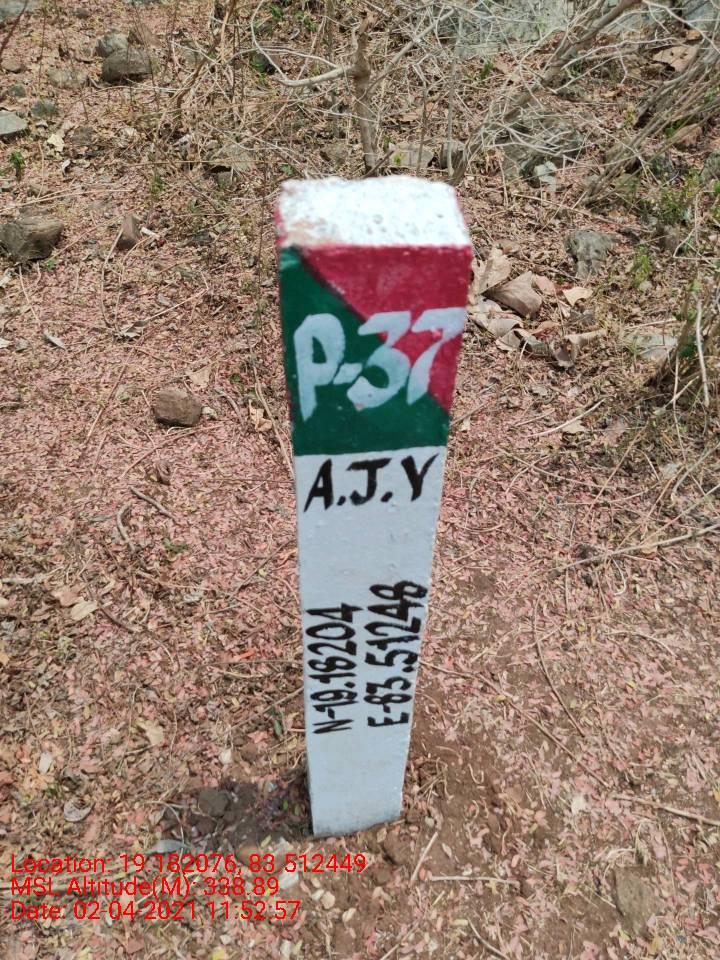 P-37
A.J.Y
N-19.18204
E-83.51248
Location: 19.182076, 83.512449
MSL Altitude(M): 338.89
Date: 02-04-2021 11:52:57